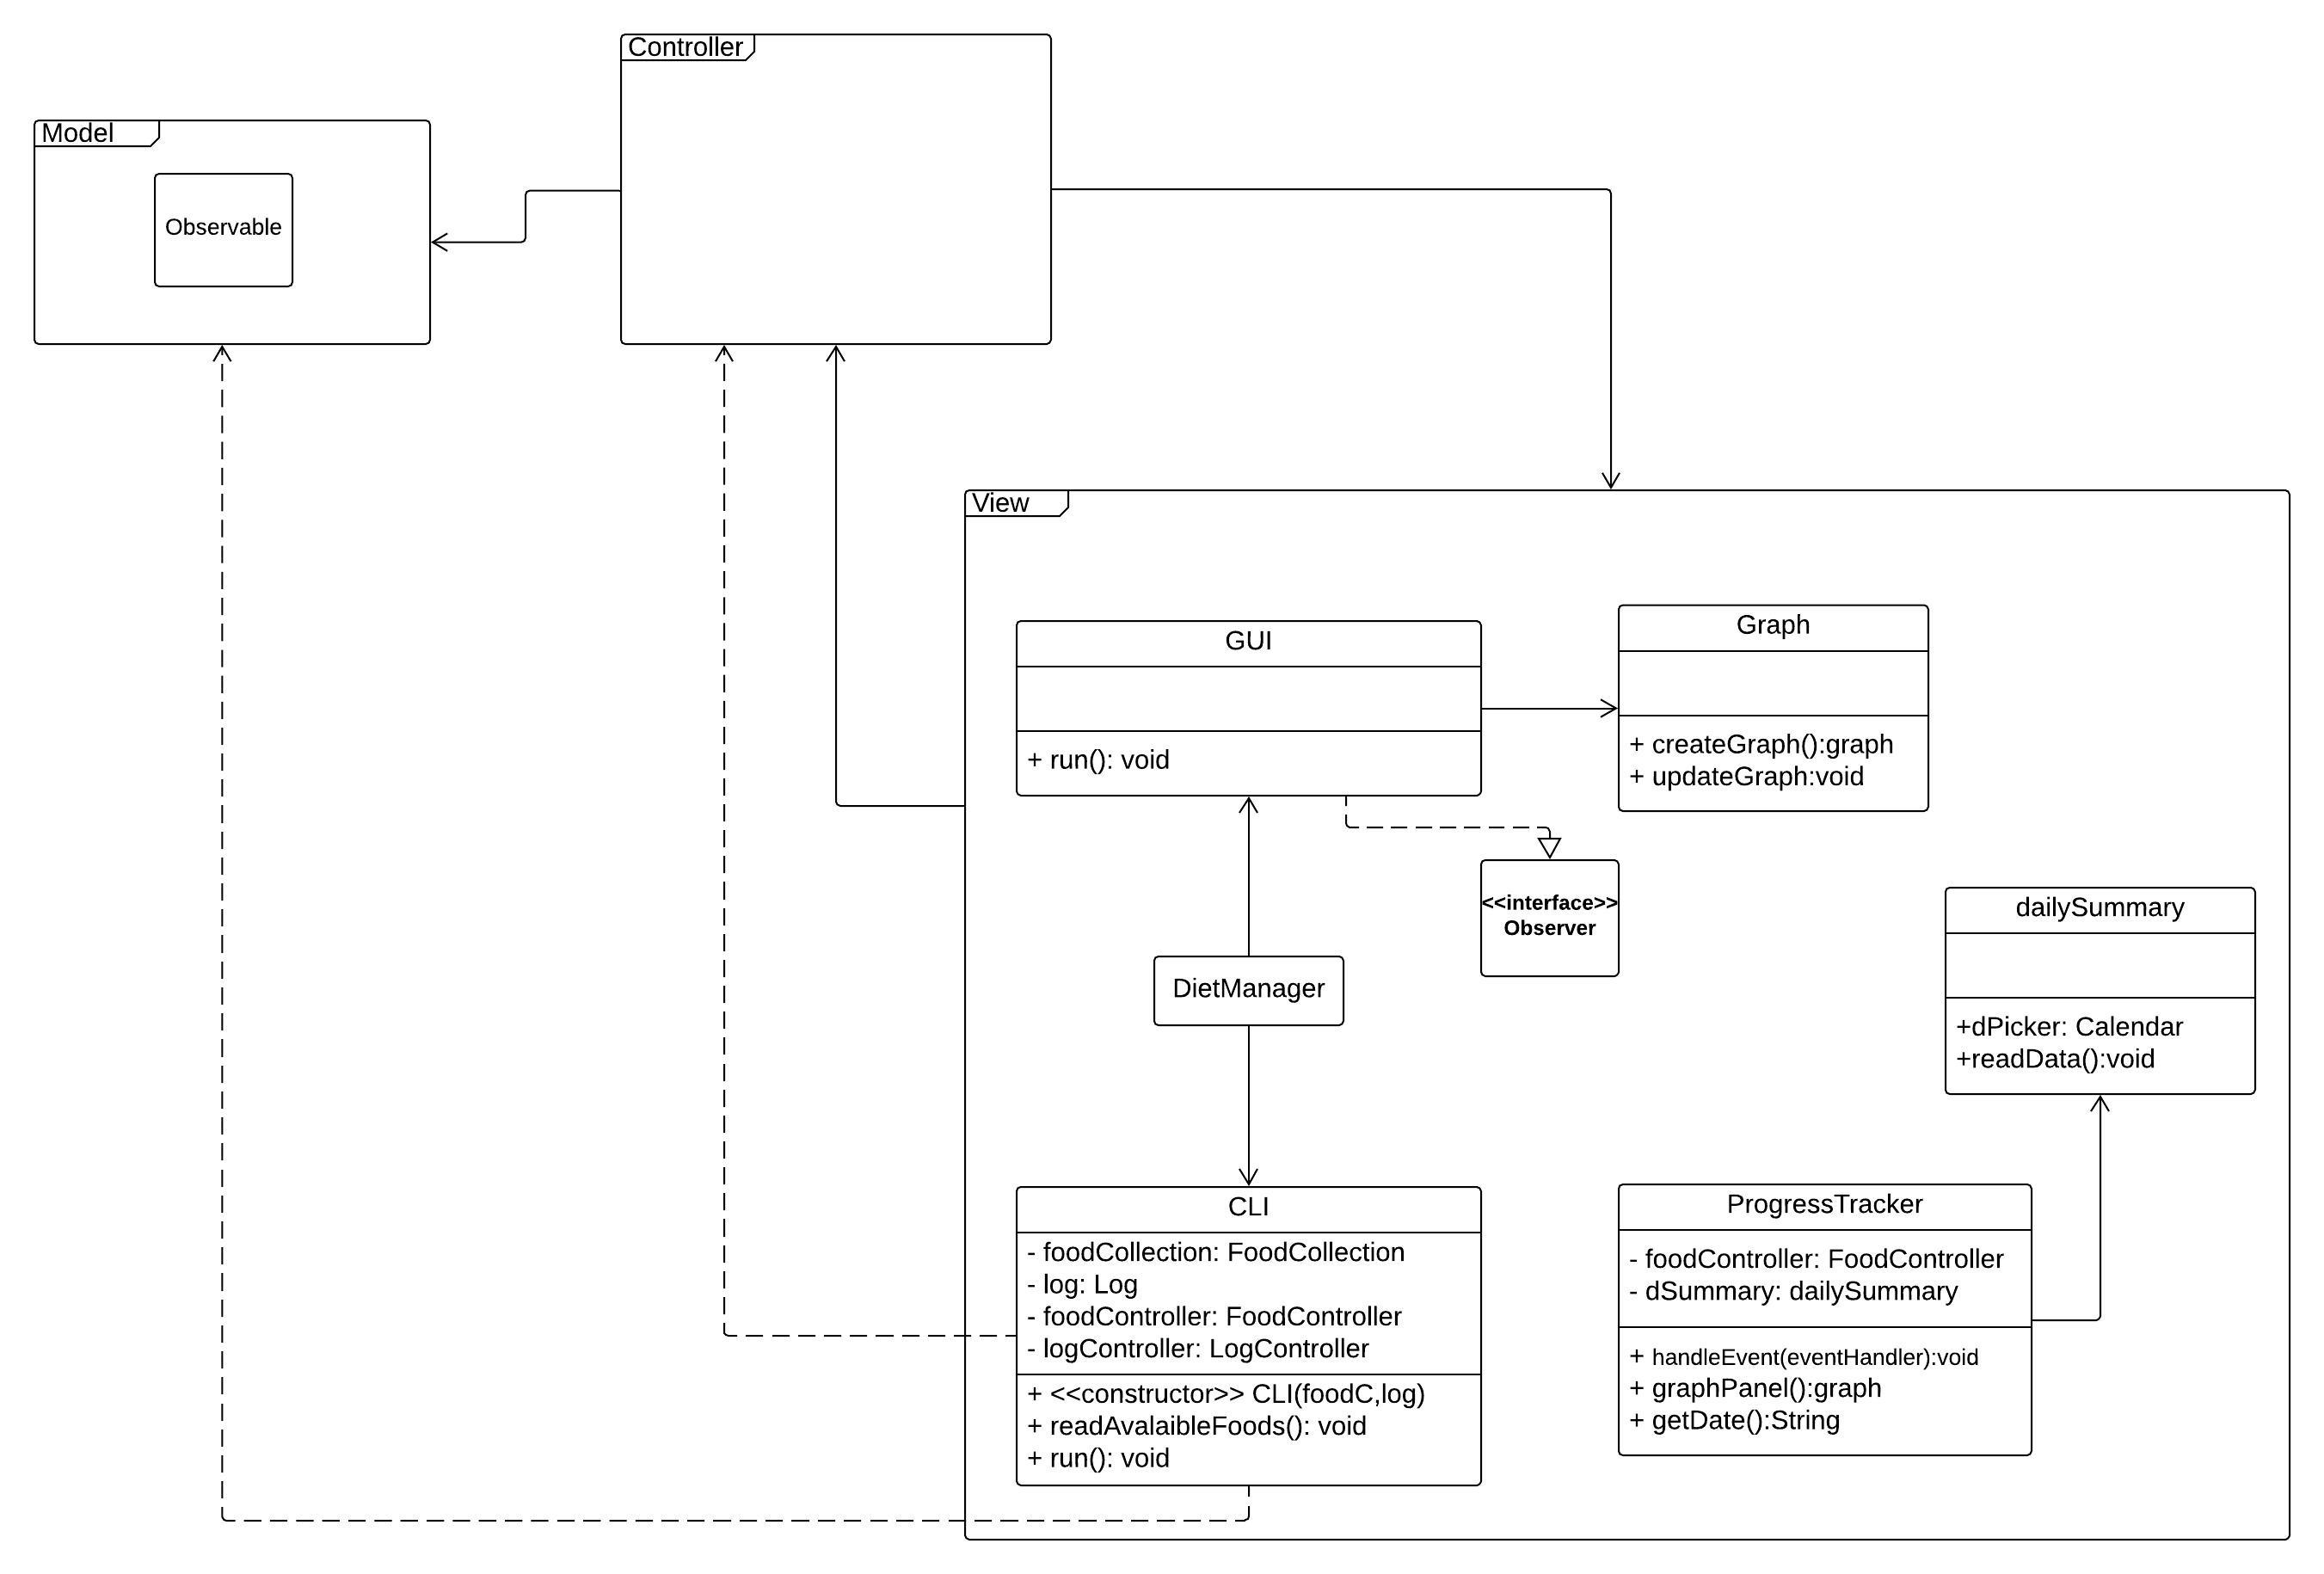 Controller
Model
Observable
View
GUI
+ run(): void
Graph
+ createGraph():graph
+ updateGraph:void
<<interface>>
Observer
DietManager
dailySummary
+dPicker: Calendar
+readData():void
CLI
- foodCollection: FoodCollection
- log: Log
- foodController: FoodController
- logController: LogController
+ <<constructor>> CLI(foodC,log)
+ readAvalaibleFoods(): void
+ run(): void
ProgressTracker
- foodController: FoodController
- dSummary: dailySummary
+ handleEvent(eventHandler):void
+ graphPanel():graph
+ getDate():String